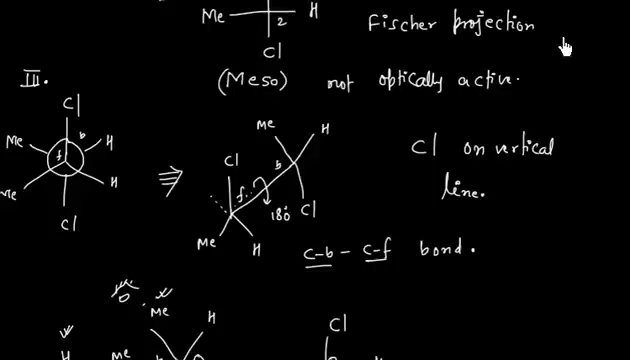 Me H
2
Cl
Fischer projection
(Meso) not optically active.
III.
Cl
Me b H
f
Me H
Cl
Me H
Cl b
f
180° Cl
Me H
Cl on vertical
line.
C-b - C-f bond.
Me
H
H Me b
Cl